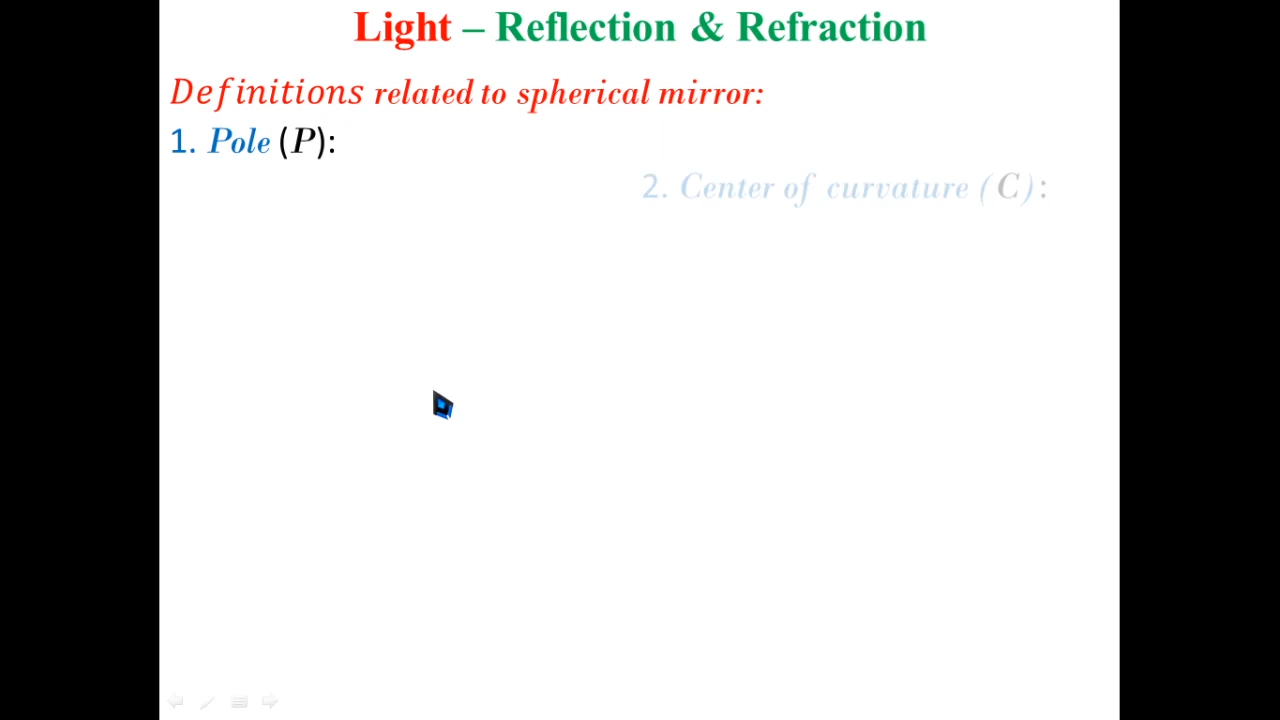 Light – Reflection & Refraction
Definitions related to spherical mirror:
1. Pole (P):
2. Center of curvature (C):